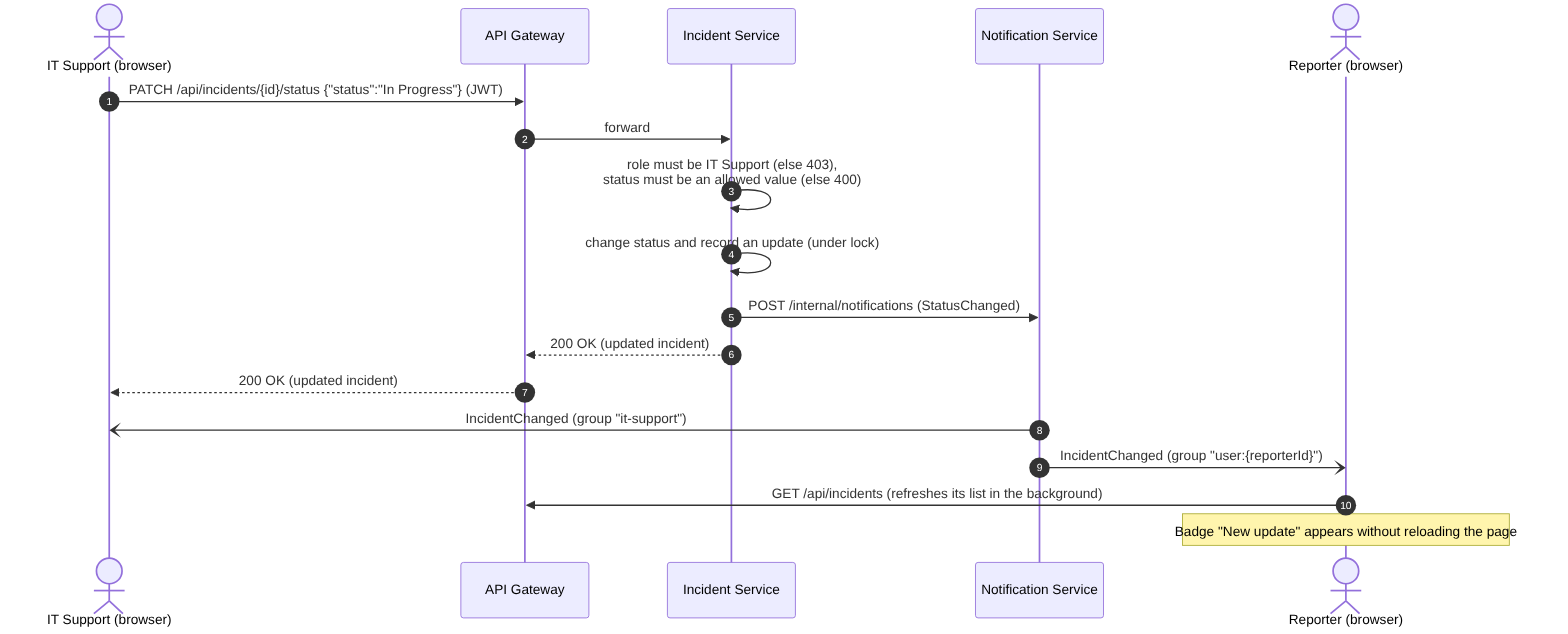 IT Support (browser)
API Gateway
Incident Service
Notification Service
Reporter (browser)
1
PATCH /api/incidents/{id}/status {"status":"In Progress"} (JWT)
2
forward
role must be IT Support (else 403),
status must be an allowed value (else 400)
3
change status and record an update (under lock)
4
POST /internal/notifications (StatusChanged)
5
200 OK (updated incident)
6
200 OK (updated incident)
7
IncidentChanged (group "it-support")
8
IncidentChanged (group "user:{reporterId}")
9
GET /api/incidents (refreshes its list in the background)
10
Badge "New update" appears without reloading the page
IT Support (browser)
API Gateway
Incident Service
Notification Service
Reporter (browser)